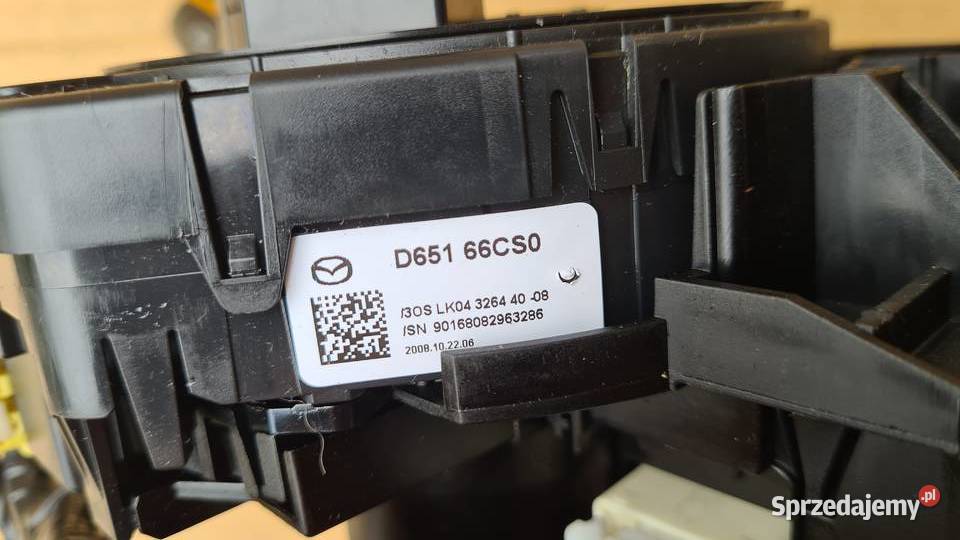 D651 66CS0
/3OS LK04 3264 40 -08
/SN 90168082963286
2008.10.22.06
Sprzedajemy .pl